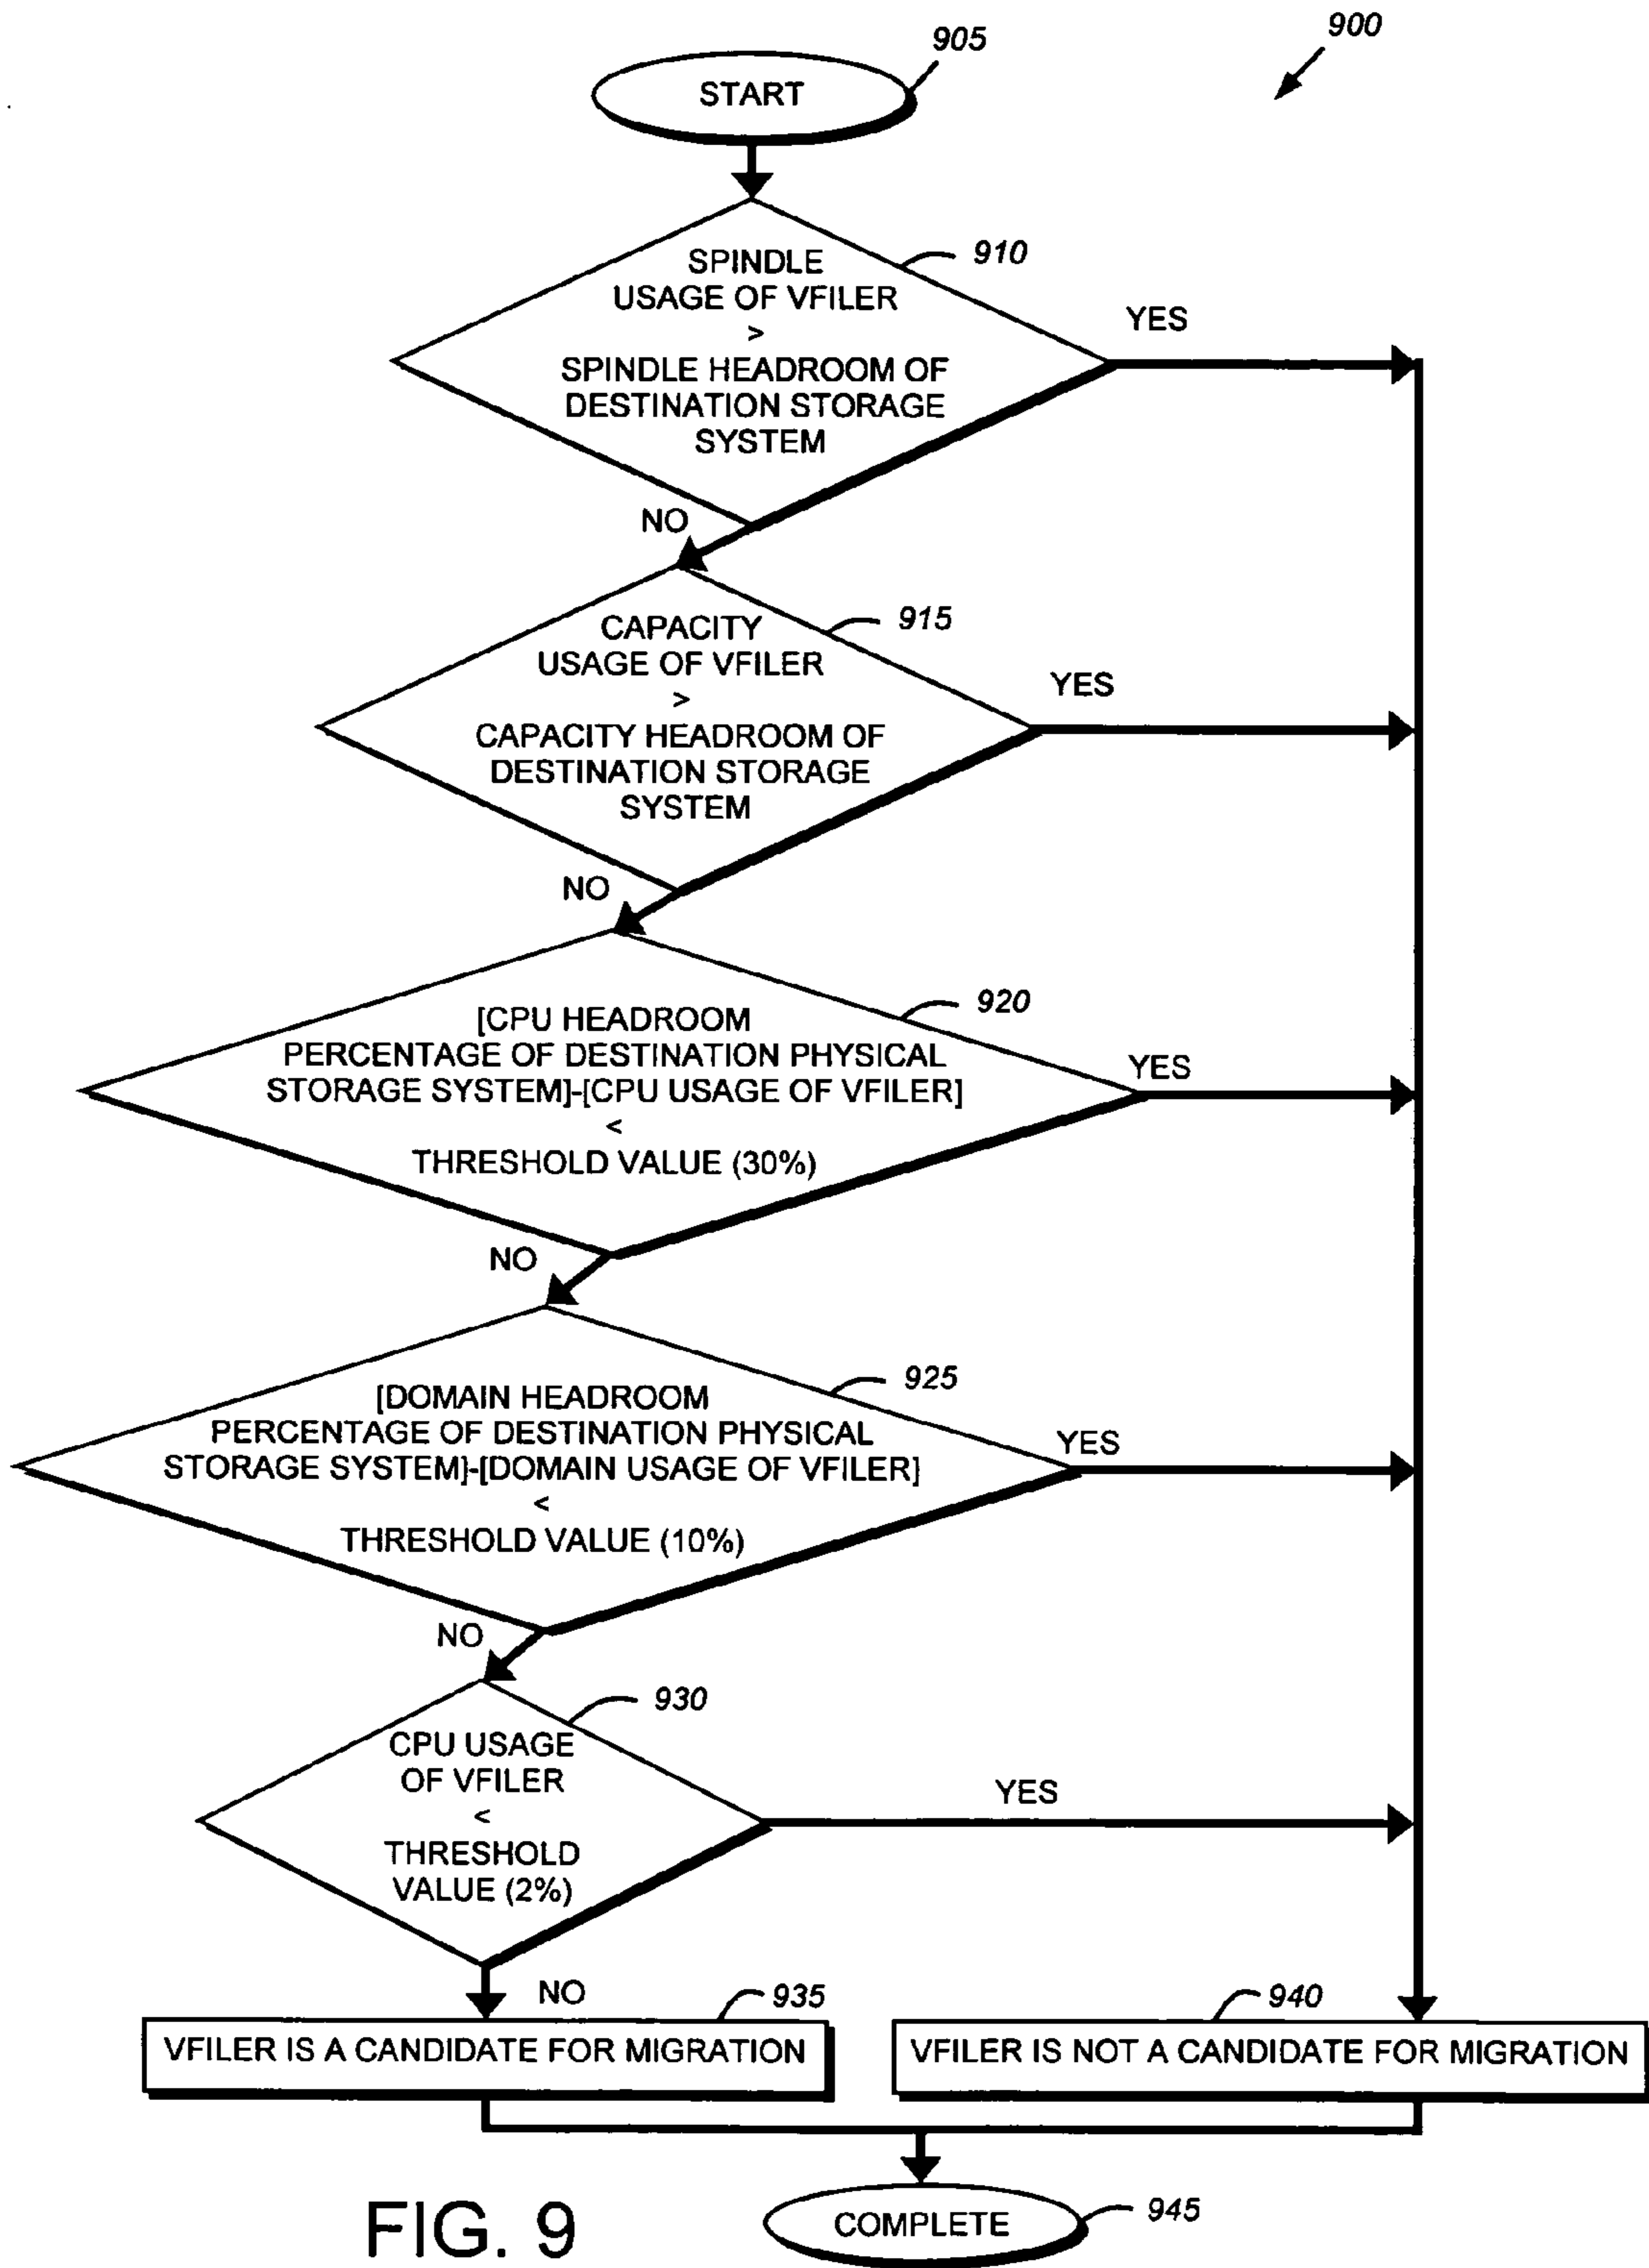 900
905
START
910
SPINDLE
USAGE OF VFILER
>
SPINDLE HEADROOM OF
DESTINATION STORAGE
SYSTEM
YES
NO
915
CAPACITY
USAGE OF VFILER
>
CAPACITY HEADROOM OF
DESTINATION STORAGE
SYSTEM
YES
NO
920
[CPU HEADROOM
PERCENTAGE OF DESTINATION PHYSICAL
STORAGE SYSTEM]-[CPU USAGE OF VFILER]
<
THRESHOLD VALUE (30%)
YES
NO
925
[DOMAIN HEADROOM
PERCENTAGE OF DESTINATION PHYSICAL
STORAGE SYSTEM]-[DOMAIN USAGE OF VFILER]
<
THRESHOLD VALUE (10%)
YES
NO
930
CPU USAGE
OF VFILER
<
THRESHOLD
VALUE (2%)
YES
NO
935
VFILER IS A CANDIDATE FOR MIGRATION
940
VFILER IS NOT A CANDIDATE FOR MIGRATION
COMPLETE
945
FIG. 9